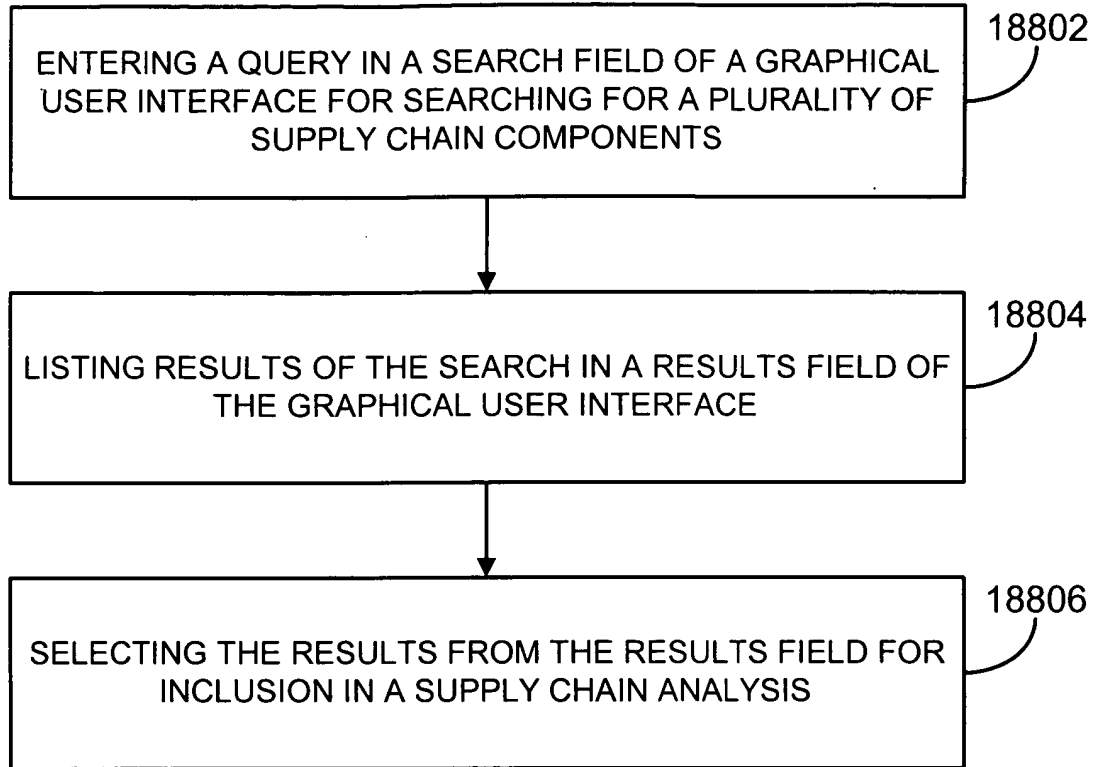 18802
ENTERING A QUERY IN A SEARCH FIELD OF A GRAPHICAL
USER INTERFACE FOR SEARCHING FOR A PLURALITY OF
SUPPLY CHAIN COMPONENTS
18804
LISTING RESULTS OF THE SEARCH IN A RESULTS FIELD OF
THE GRAPHICAL USER INTERFACE
18806
SELECTING THE RESULTS FROM THE RESULTS FIELD FOR
INCLUSION IN A SUPPLY CHAIN ANALYSIS